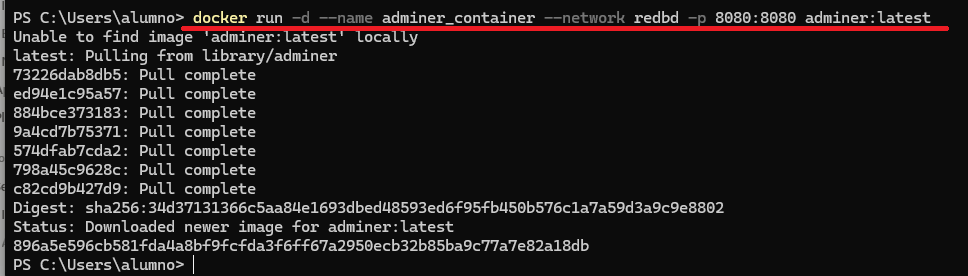 PS C:\Users\alumno> docker run -d --name adminer_container --network redbd -p 8080:8080 adminer:latest
Unable to find image 'adminer:latest' locally
latest: Pulling from library/adminer
73226dab8db5: Pull complete
ed94e1c95a57: Pull complete
884bce373183: Pull complete
9a4cd7b75371: Pull complete
574dfab7cda2: Pull complete
798a45c9628c: Pull complete
c82cd9b427d9: Pull complete
Digest: sha256:34d37131366c5aa84e1693dbed48593ed6f95fb450b576c1a7a59d3a9c9e8802
Status: Downloaded newer image for adminer:latest
896a5e596cb581fda4a8bf9fcfda3f6ff67a2950ecb32b85ba9c77a7e82a18db
PS C:\Users\alumno>